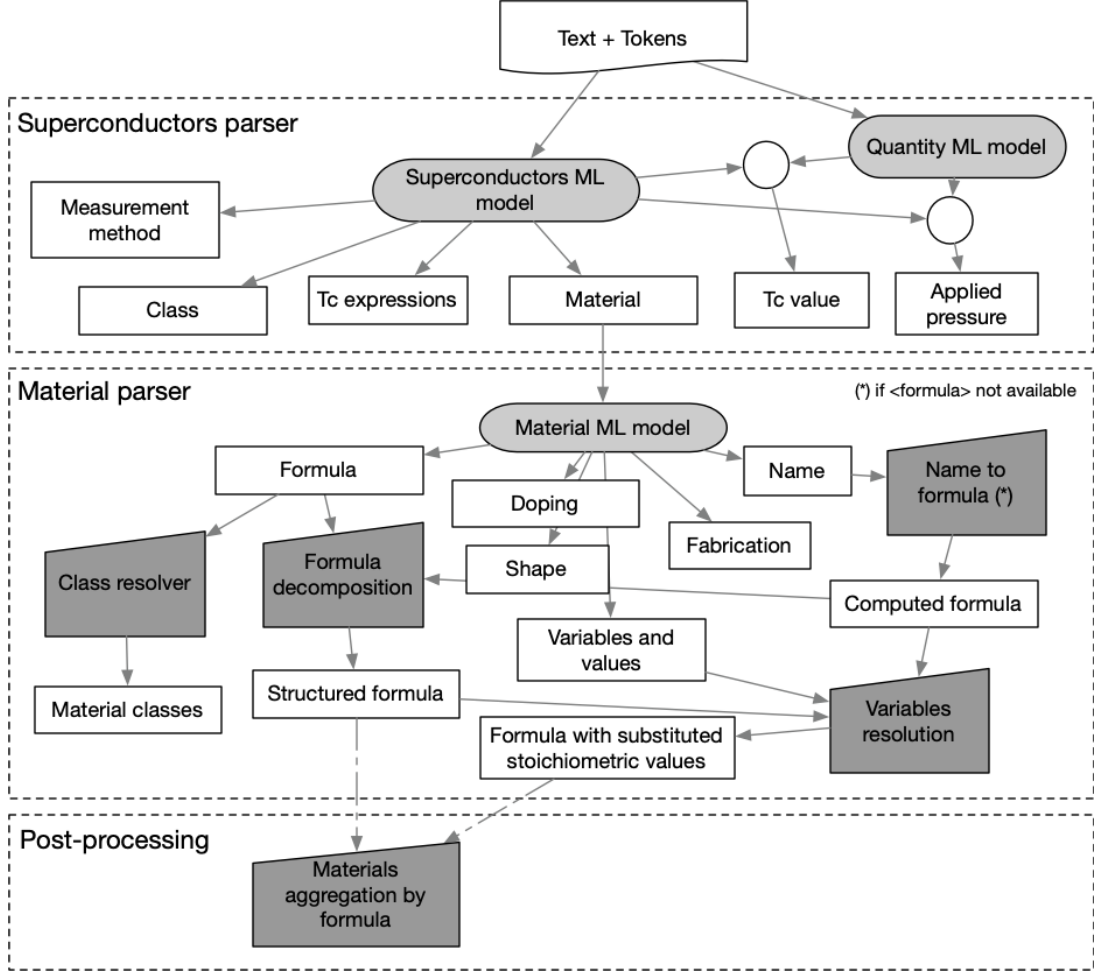 Text + Tokens
Superconductors parser
Quantity ML model
Superconductors ML
model
Measurement
method
Class
Tc expressions
Material
Tc value
Applied
pressure
Material parser
(*) if <formula> not available
Material ML model
Formula
Name
Name to
formula (*)
Doping
Fabrication
Class resolver
Formula
decomposition
Shape
Computed formula
Variables and
values
Material classes
Structured formula
Variables
resolution
Formula with substituted
stoichiometric values
Post-processing
Materials
aggregation by
formula